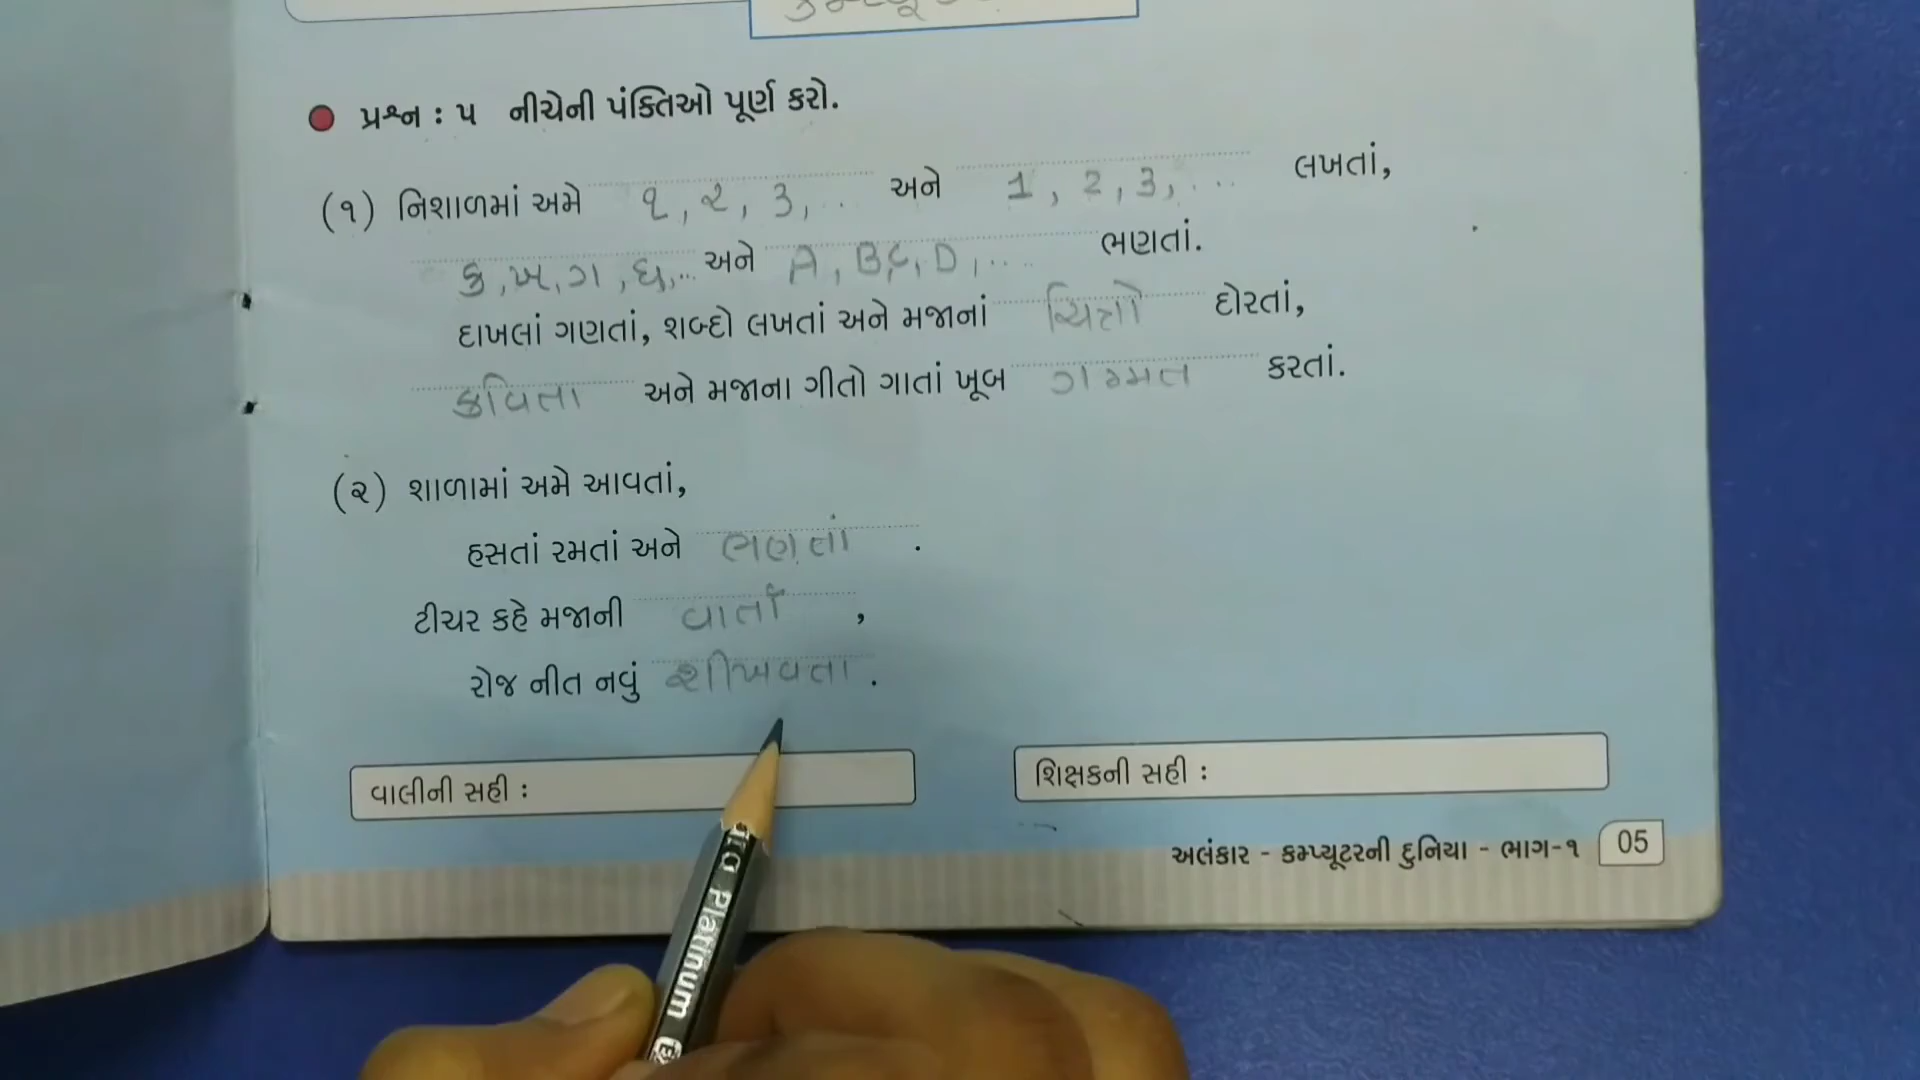 પ્રશ્ન : ૫ નીચેની પંક્તિઓ પૂર્ણ કરો.
(૧) નિશાળમાં અમે ૧, ૨, ૩, .. અને 1, 2, 3, ... લખતાં,
ક, ખ, ગ, ઘ, ... અને A, B, C, D, ... ભણતાં.
દાખલાં ગણતાં, શબ્દો લખતાં અને મજાનાં ચિત્રો દોરતાં,
કવિતા અને મજાના ગીતો ગાતાં ખૂબ ગમ્મત કરતાં.
(૨) શાળામાં અમે આવતાં,
હસતાં રમતાં અને ભણતાં .
ટીચર કહે મજાની વાર્તા ,
રોજ નીત નવું શીખવતા .
વાલીની સહી :
શિક્ષકની સહી :
અલંકાર - કમ્પ્યૂટરની દુનિયા - ભાગ-૧ 05
Platinum